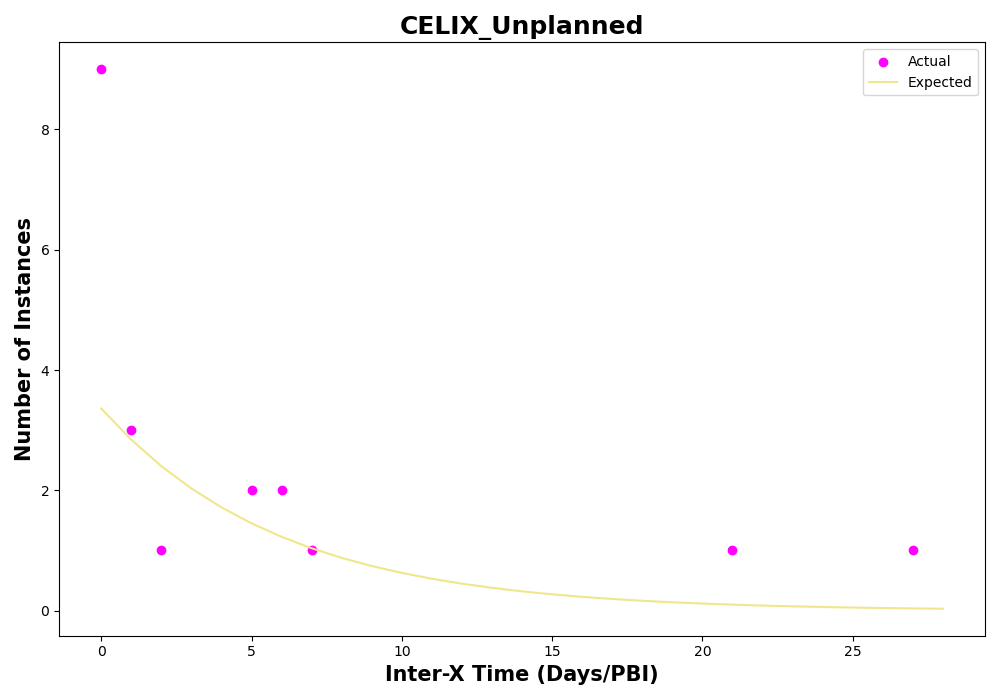 CELIX_Unplanned
Actual
Expected
Number of Instances
8
6
4
2
0
0 5 10 15 20 25
Inter-X Time (Days/PBI)